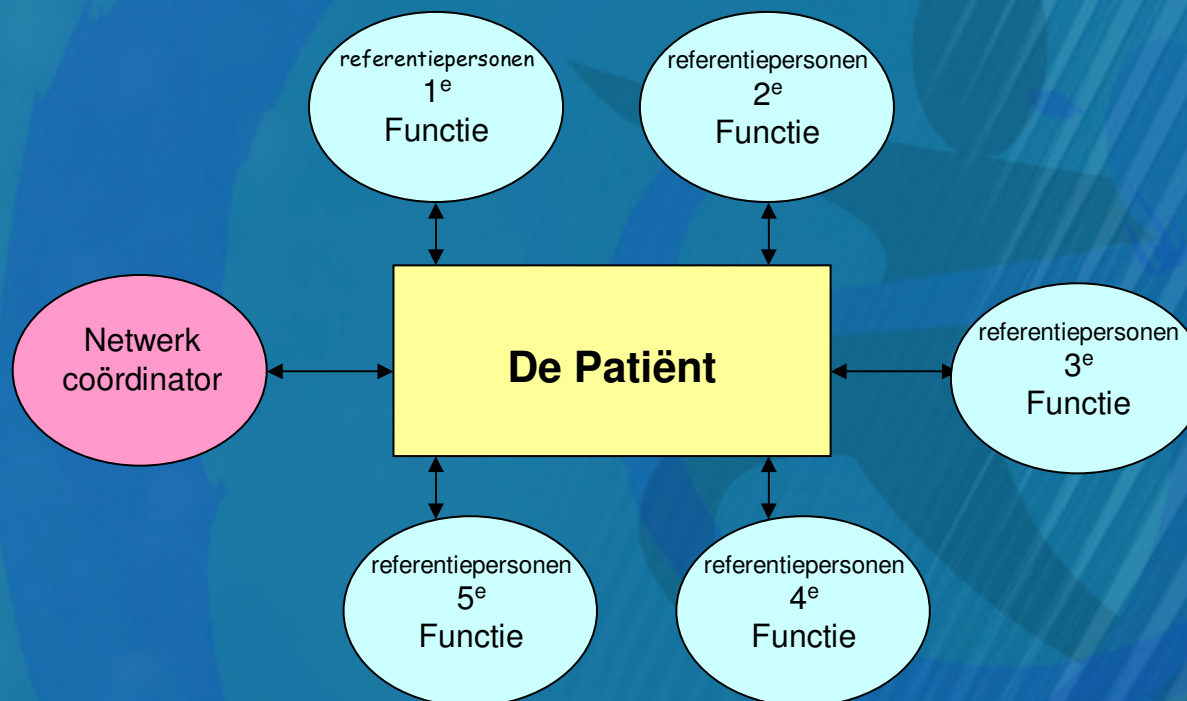 referentiepersonen
1e
Functie
referentiepersonen
2e
Functie
Netwerk
coördinator
De Patiënt
referentiepersonen
3e
Functie
referentiepersonen
5e
Functie
referentiepersonen
4e
Functie